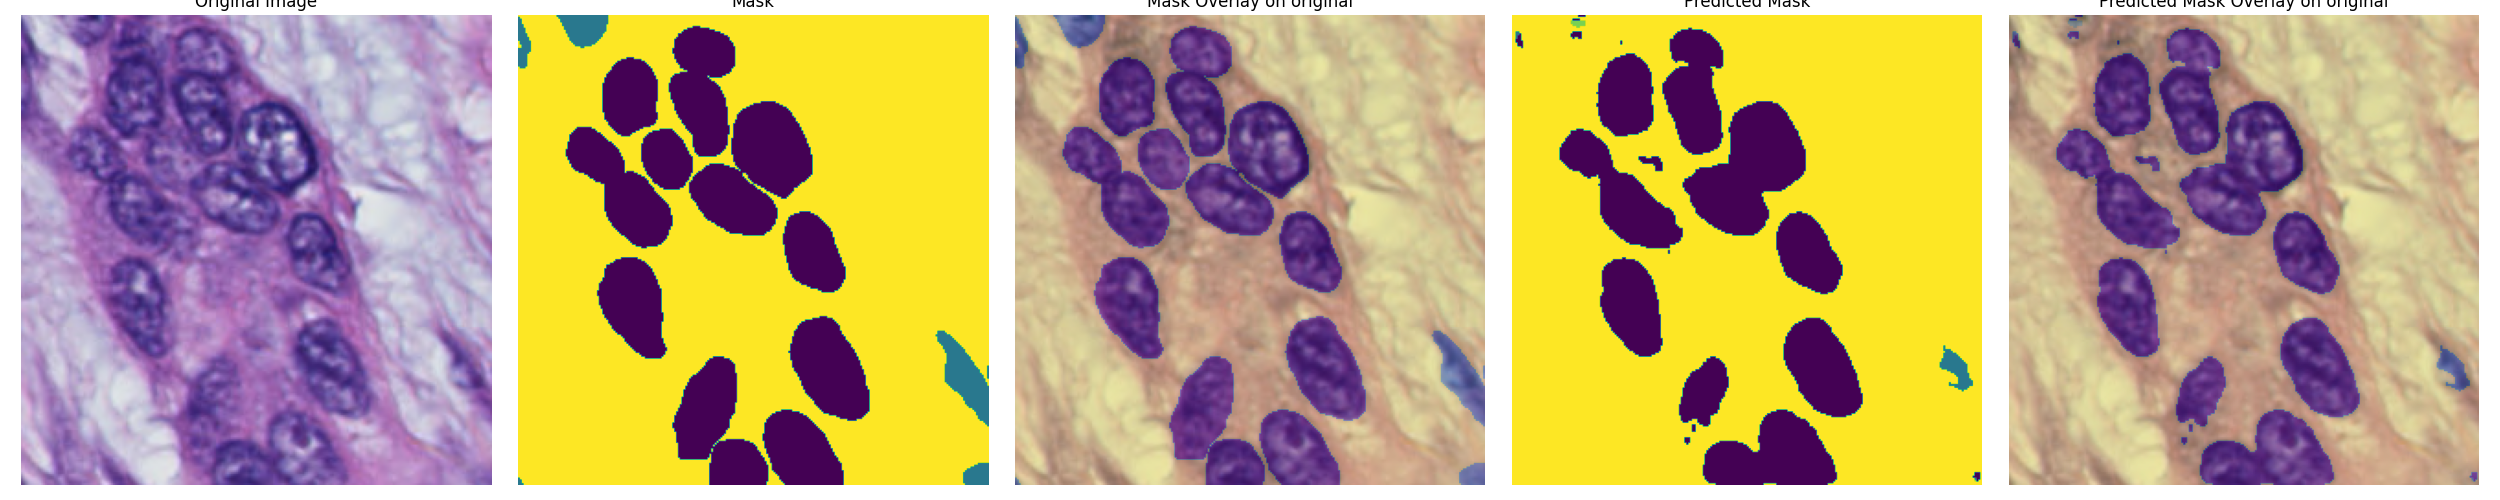 Original Image
Mask
Mask Overlay on original
Predicted Mask
Predicted Mask Overlay on original